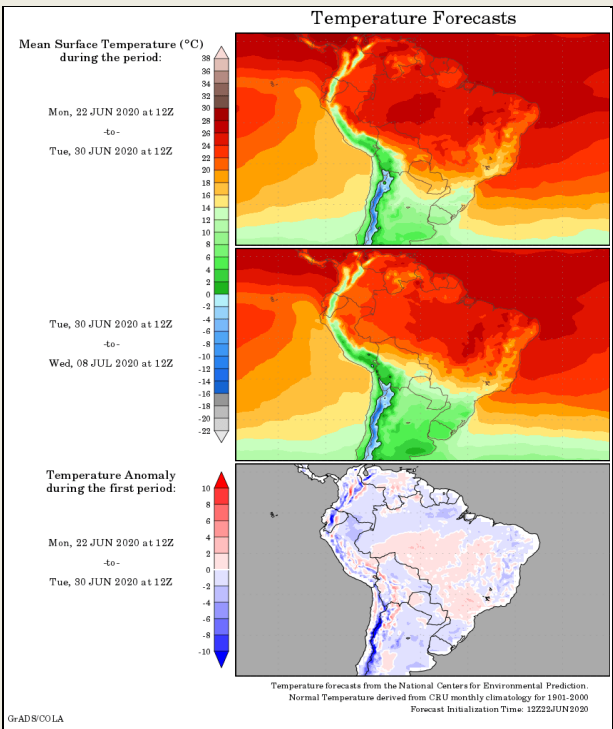 Temperature Forecasts
Mean Surface Temperature (°C)
during the period:
38
36
34
32
30
28
26
24
22
20
18
16
14
12
10
8
6
4
2
0
-2
-4
-6
-8
-10
-12
-14
-16
-18
-20
-22
Mon, 22 JUN 2020 at 12Z
-to-
Tue, 30 JUN 2020 at 12Z
Tue, 30 JUN 2020 at 12Z
-to-
Wed, 08 JUL 2020 at 12Z
Temperature Anomaly
during the first period:
10
8
6
4
2
0
-2
-4
-6
-8
-10
Mon, 22 JUN 2020 at 12Z
-to-
Tue, 30 JUN 2020 at 12Z
Temperature forecasts from the National Centers for Environmental Prediction.
Normal Temperature derived from CRU monthly climatology for 1901-2000
Forecast Initialization Time: 12Z22JUN2020
GrADS/COLA